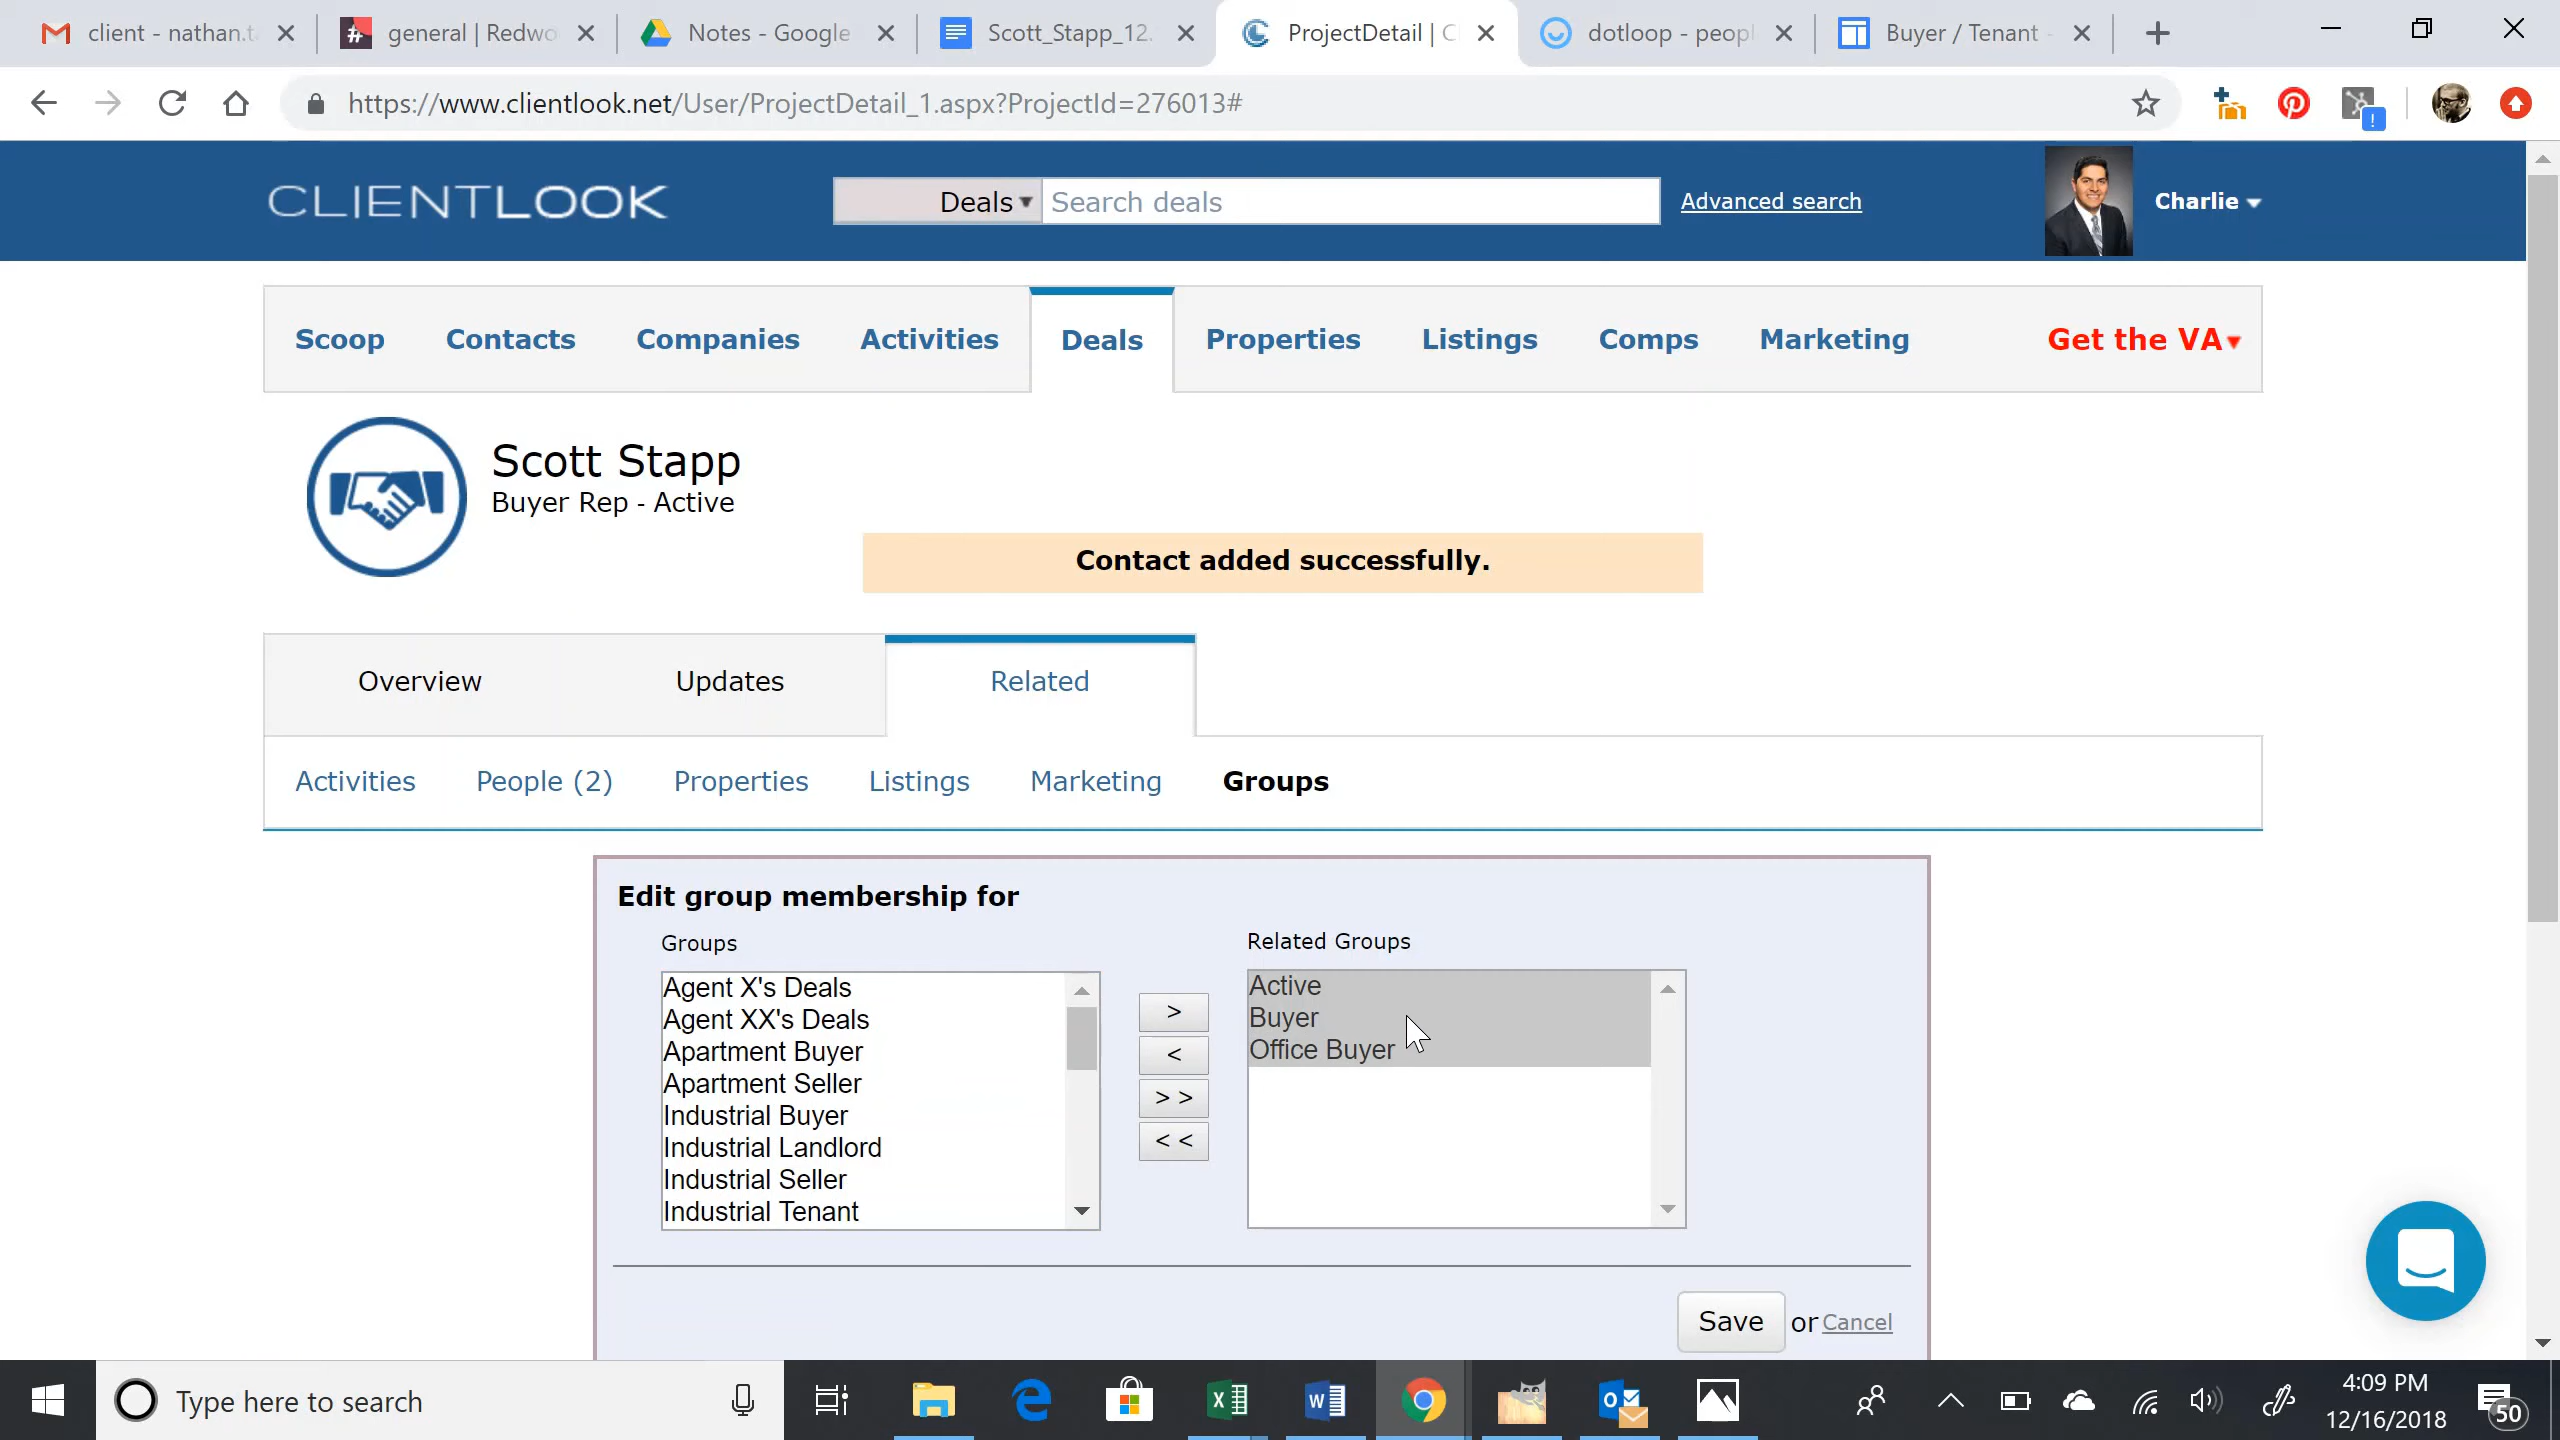 client - nathan.ta
general | Redwo
Notes - Google
Scott_Stapp_12.
ProjectDetail | C
dotloop - peopl
Buyer / Tenant -
https://www.clientlook.net/User/ProjectDetail_1.aspx?ProjectId=276013#
CLIENTLOOK
Deals
Search deals
Advanced search
Charlie
Scoop
Contacts
Companies
Activities
Deals
Properties
Listings
Comps
Marketing
Get the VA
Scott Stapp
Buyer Rep - Active
Contact added successfully.
Overview
Updates
Related
Activities
People (2)
Properties
Listings
Marketing
Groups
Edit group membership for
Groups
Related Groups
Agent X's Deals
Agent XX's Deals
Apartment Buyer
Apartment Seller
Industrial Buyer
Industrial Landlord
Industrial Seller
Industrial Tenant
>
<
> >
< <
Active
Buyer
Office Buyer
Save or Cancel
Type here to search
4:09 PM
12/16/2018
50